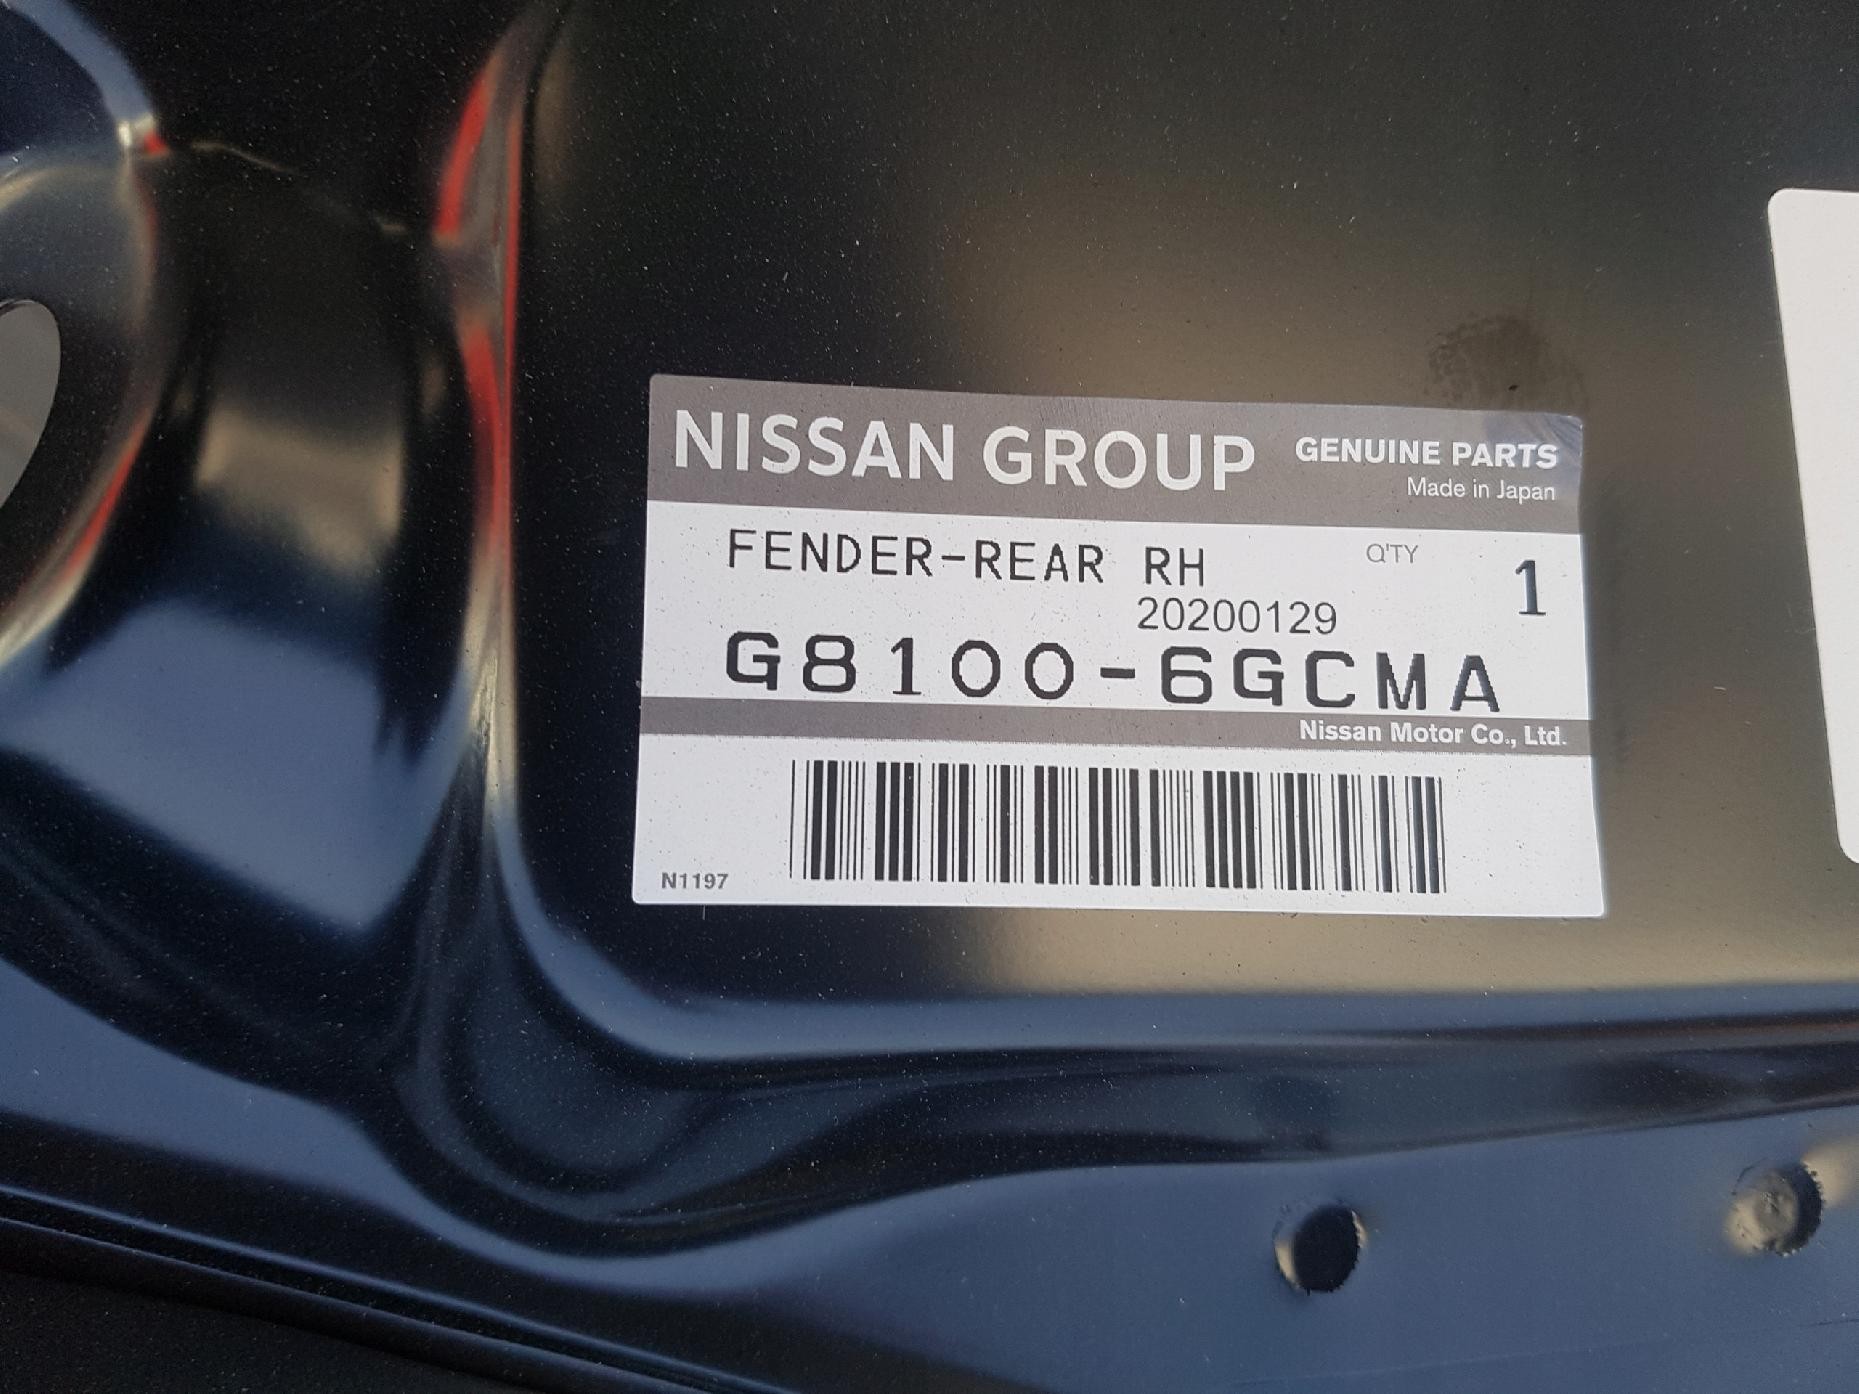 NISSAN GROUP GENUINE PARTS
Made in Japan
FENDER-REAR RH Q'TY 1
20200129
G8100-6GCMA
Nissan Motor Co., Ltd.
N1197